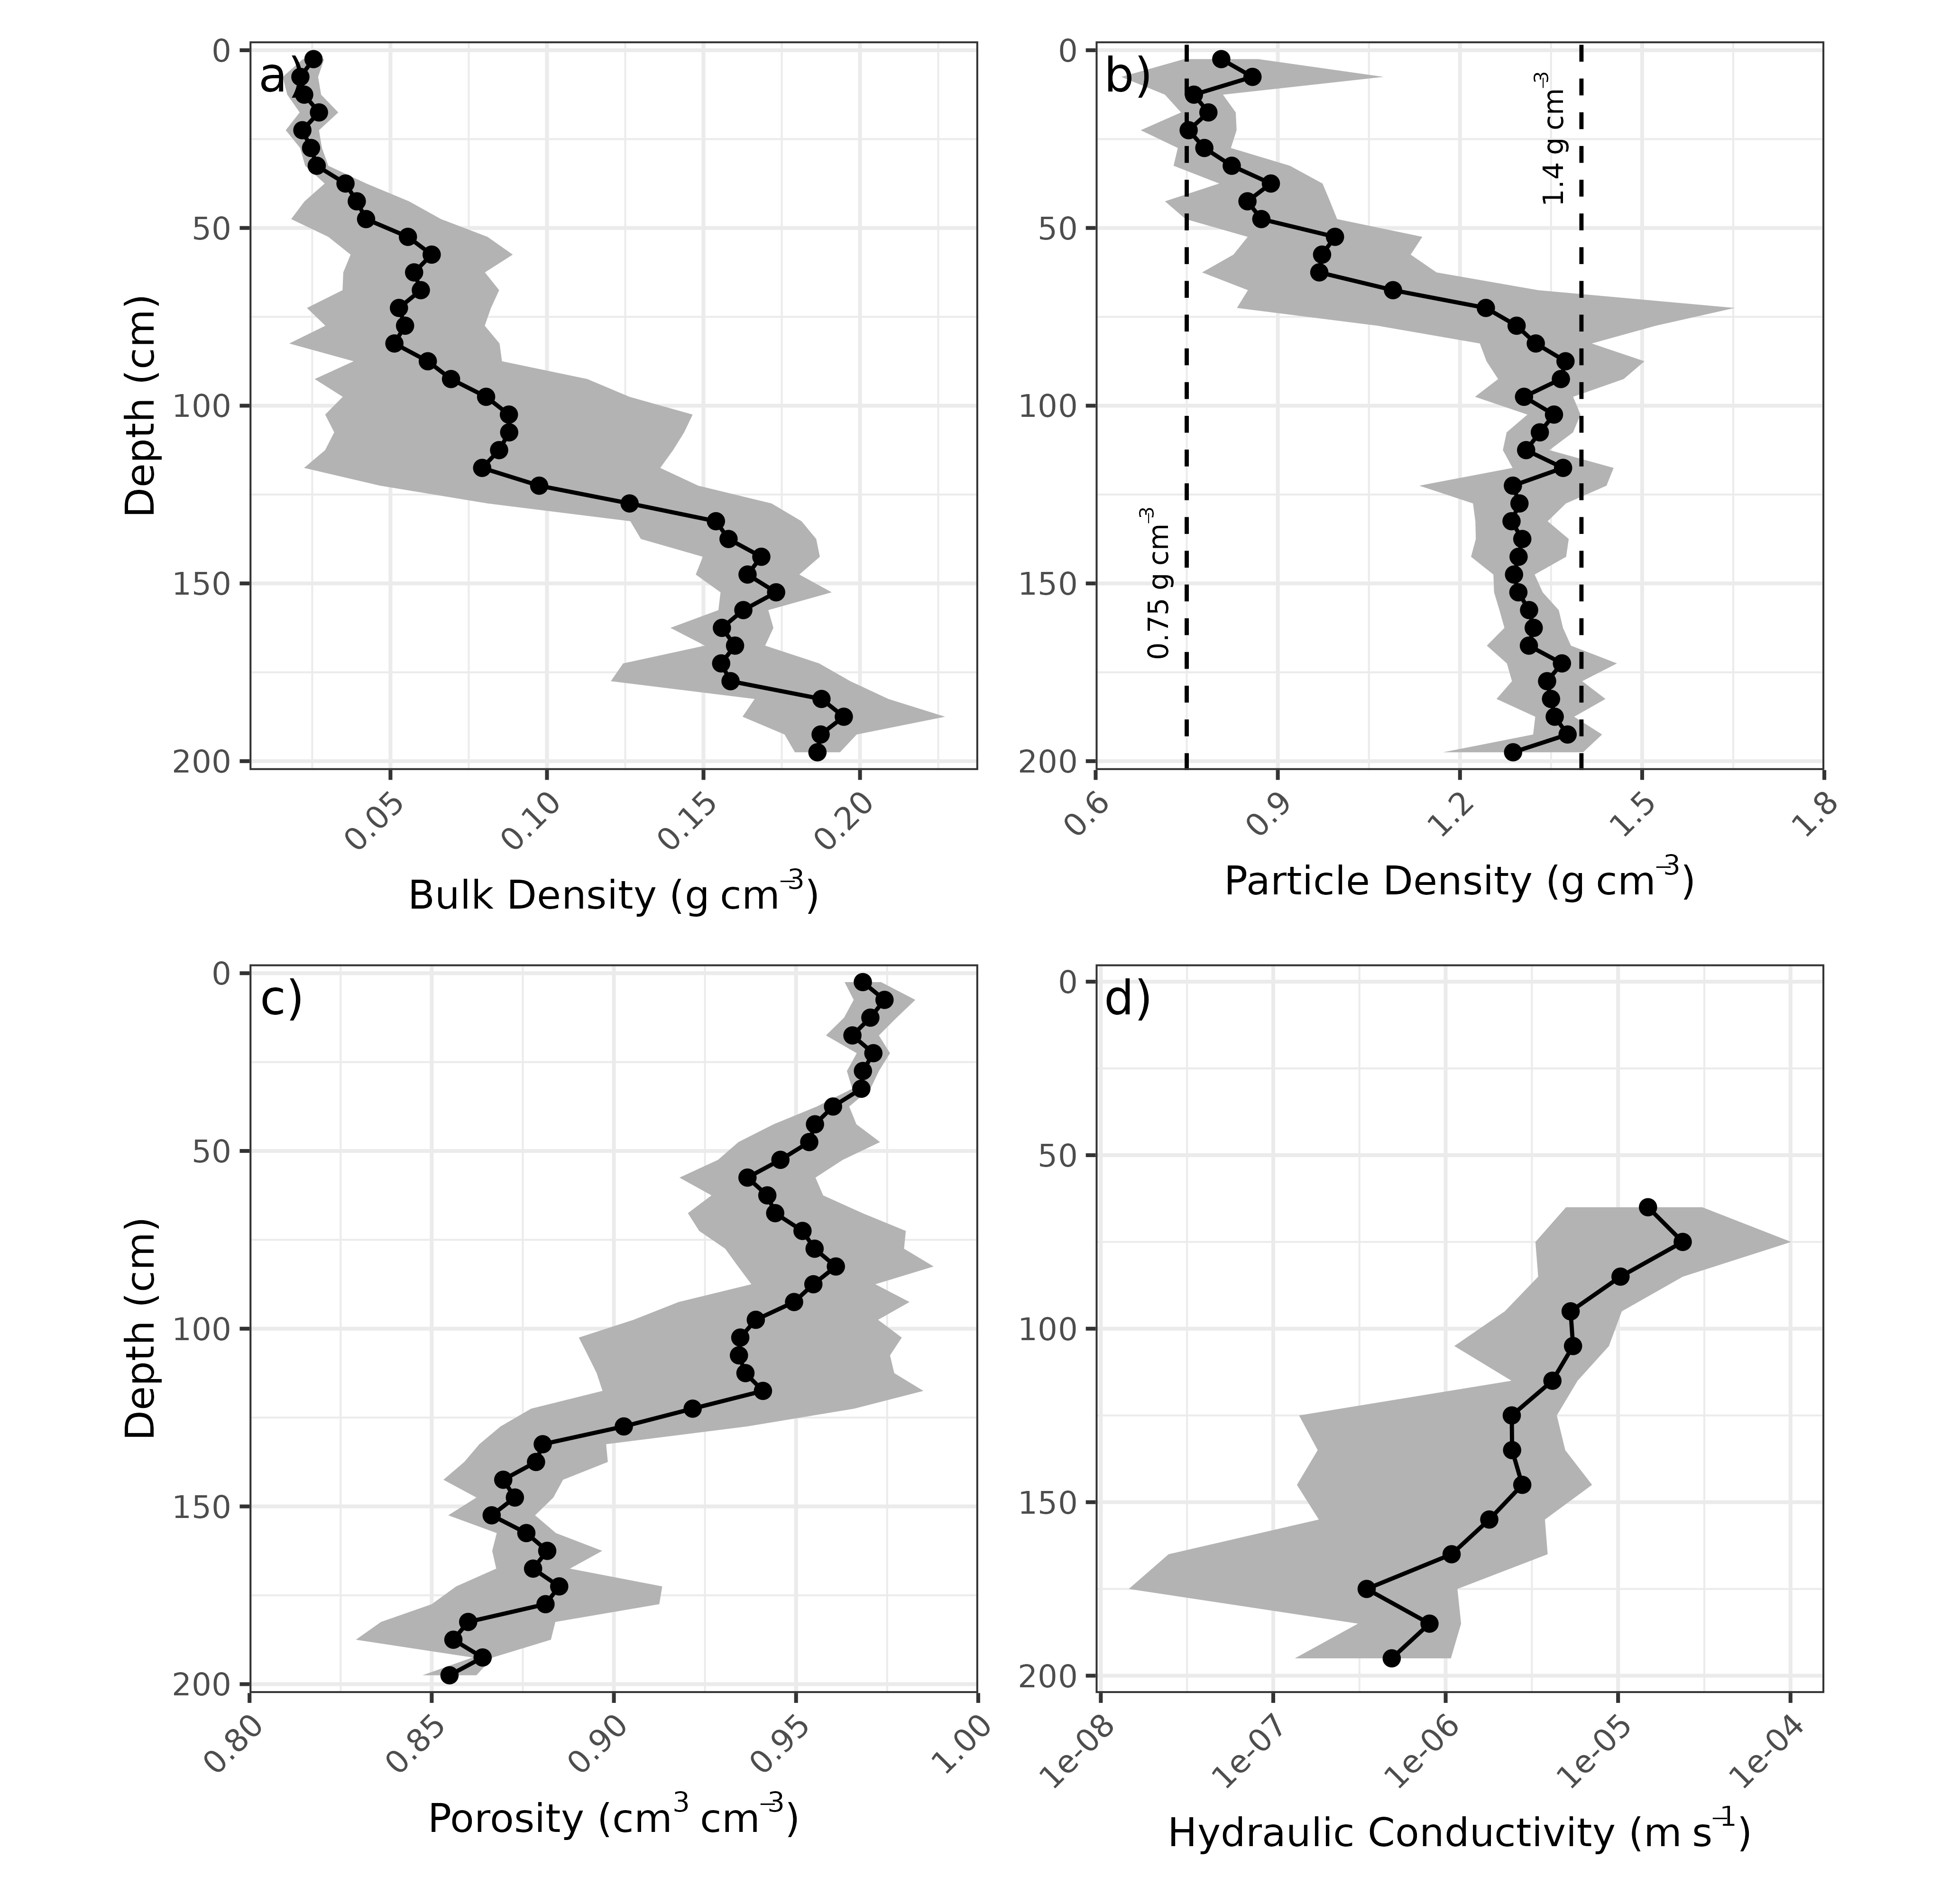 a)
0
50
100
150
200
Depth (cm)
0.05
0.10
0.15
0.20
Bulk Density (g cm⁻³)
b)
0
50
100
150
200
0.75 g cm⁻³
1.4 g cm⁻³
0.6
0.9
1.2
1.5
1.8
Particle Density (g cm⁻³)
c)
0
50
100
150
200
Depth (cm)
0.80
0.85
0.90
0.95
1.00
Porosity (cm³ cm⁻³)
d)
0
50
100
150
200
1e-08
1e-07
1e-06
1e-05
1e-04
Hydraulic Conductivity (m s⁻¹)